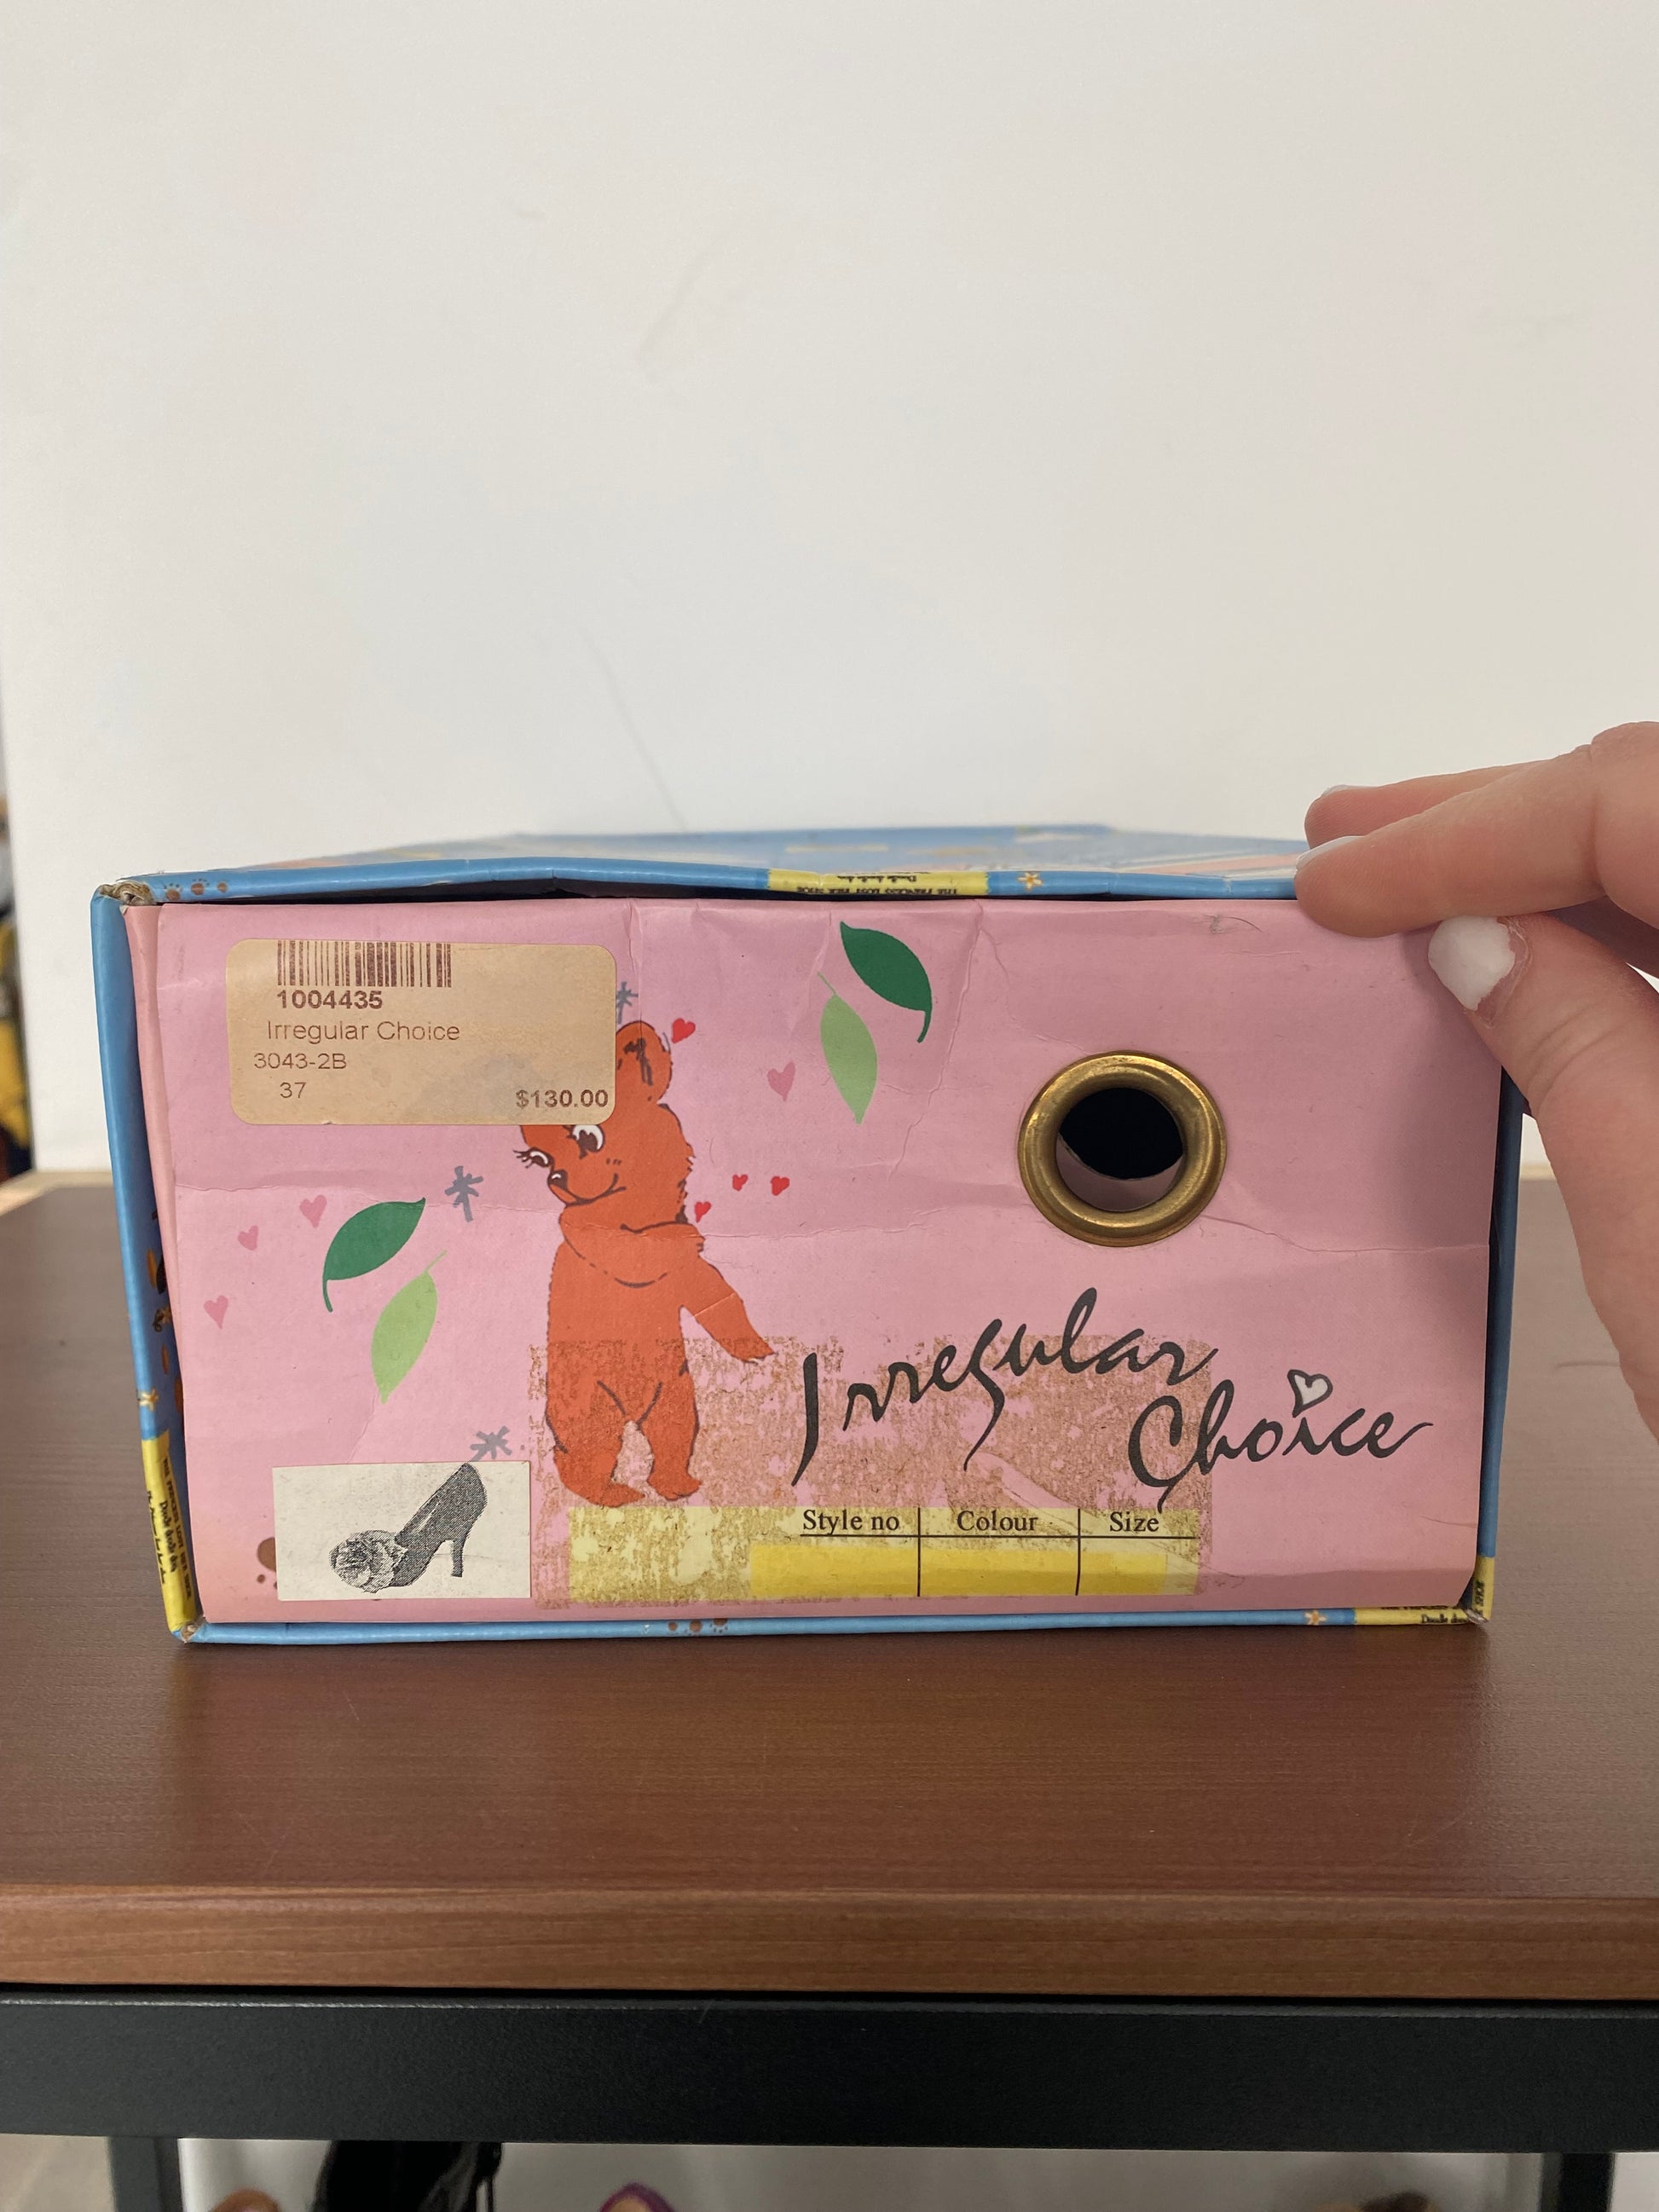 1004435
Irregular Choice
3043-2B
37
$130.00
Irregular
Choice
Style no Colour Size